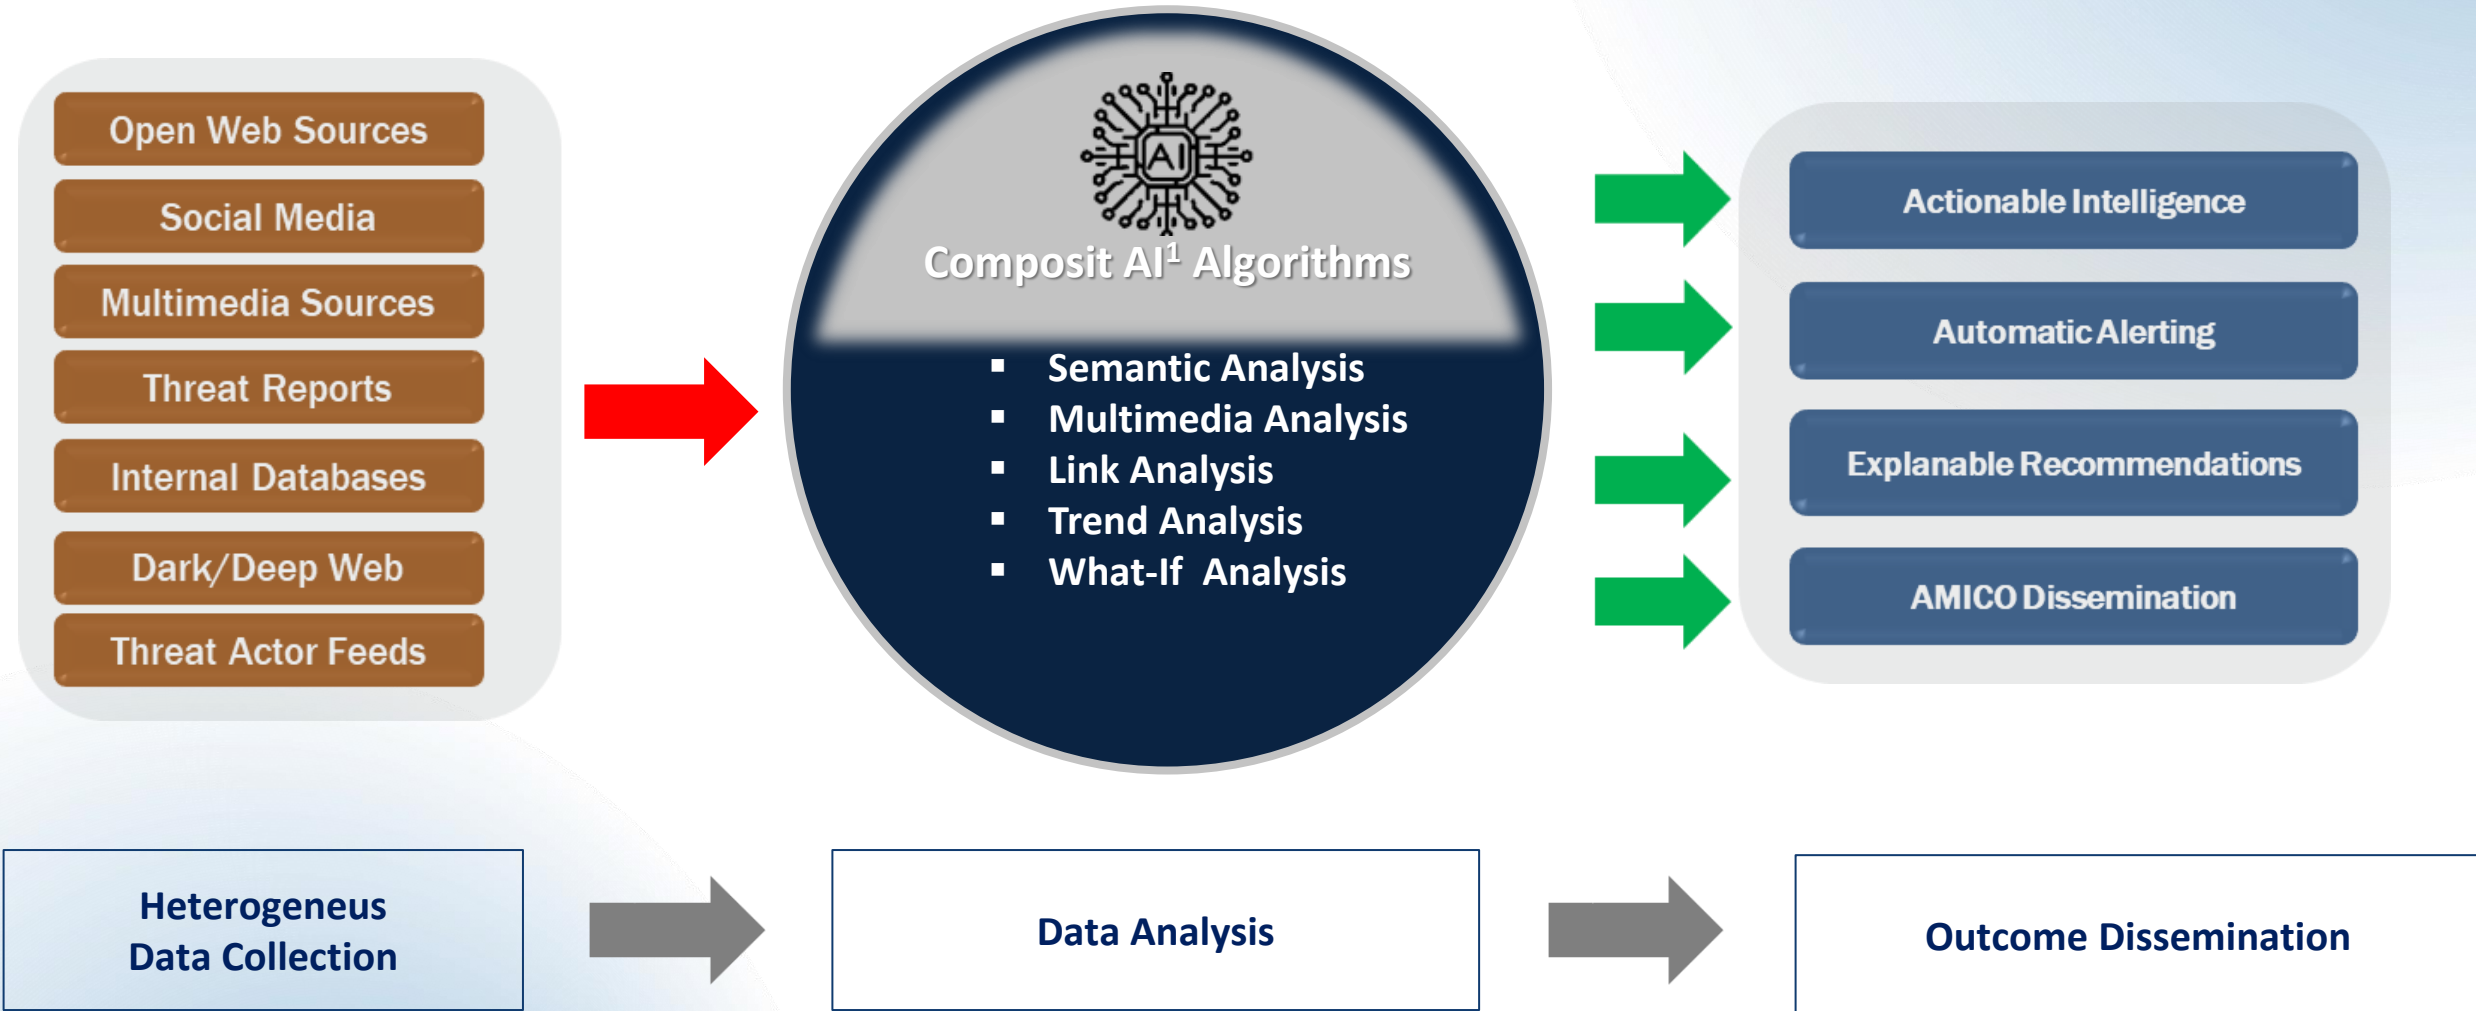 Open Web Sources
Social Media
Multimedia Sources
Threat Reports
Internal Databases
Dark/Deep Web
Threat Actor Feeds
AI
Composit AI¹ Algorithms
▪ Semantic Analysis
▪ Multimedia Analysis
▪ Link Analysis
▪ Trend Analysis
▪ What-If Analysis
Actionable Intelligence
Automatic Alerting
Explanable Recommendations
AMICO Dissemination
Heterogeneus
Data Collection
Data Analysis
Outcome Dissemination